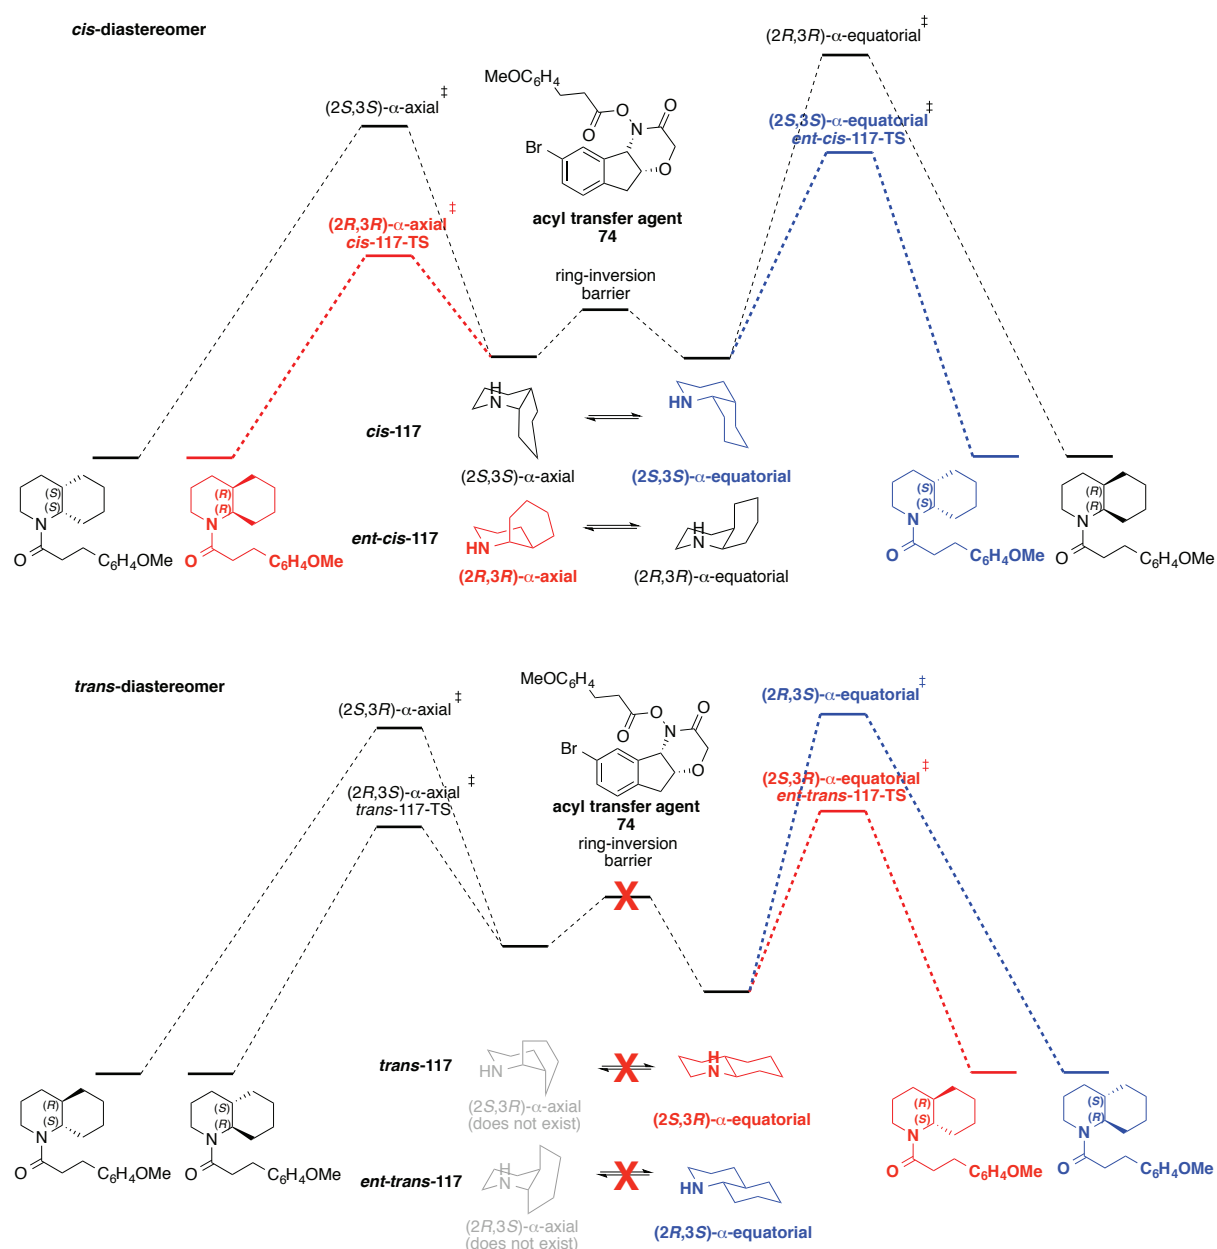 cis-diastereomer
(2S,3S)-α-axial ‡
(2R,3R)-α-axial ‡
cis-117-TS
MeOC6H4
O
O
N
O
Br
O
acyl transfer agent
74
ring-inversion
barrier
(2R,3R)-α-equatorial ‡
(2S,3S)-α-equatorial ‡
ent-cis-117-TS
cis-117
H
N
(2S,3S)-α-axial
HN
(2S,3S)-α-equatorial
ent-cis-117
HN
(2R,3R)-α-axial
H
N
(2R,3R)-α-equatorial
(S)
(S)
N
O
C6H4OMe
(R)
(R)
N
O
C6H4OMe
(S)
(S)
N
O
C6H4OMe
(R)
(R)
N
O
C6H4OMe
trans-diastereomer
(2S,3R)-α-axial ‡
(2R,3S)-α-axial ‡
trans-117-TS
MeOC6H4
O
O
N
O
Br
O
acyl transfer agent
74
ring-inversion
barrier
X
(2R,3S)-α-equatorial ‡
(2S,3R)-α-equatorial ‡
ent-trans-117-TS
trans-117
HN
(2S,3R)-α-axial
(does not exist)
X
H
N
(2S,3R)-α-equatorial
ent-trans-117
H
N
(2R,3S)-α-axial
(does not exist)
X
HN
(2R,3S)-α-equatorial
(R)
(S)
N
O
C6H4OMe
(S)
(R)
N
O
C6H4OMe
(R)
(S)
N
O
C6H4OMe
(S)
(R)
N
O
C6H4OMe